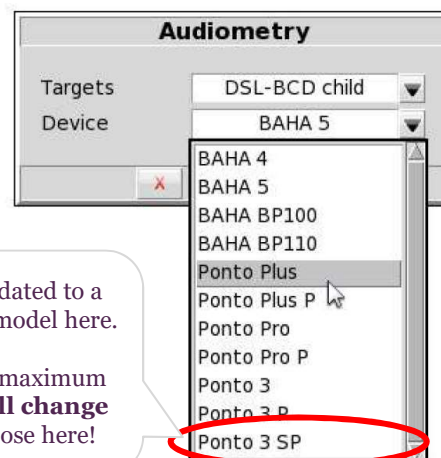 Audiometry
Targets DSL-BCD child
Device BAHA 5
X
BAHA 4
BAHA 5
BAHA BP100
BAHA BP110
Ponto Plus
Ponto Plus P
Ponto Pro
Ponto Pro P
Ponto 3
Ponto 3 P
Ponto 3 SP
dated to a
model here.
maximum
ll change
ose here!